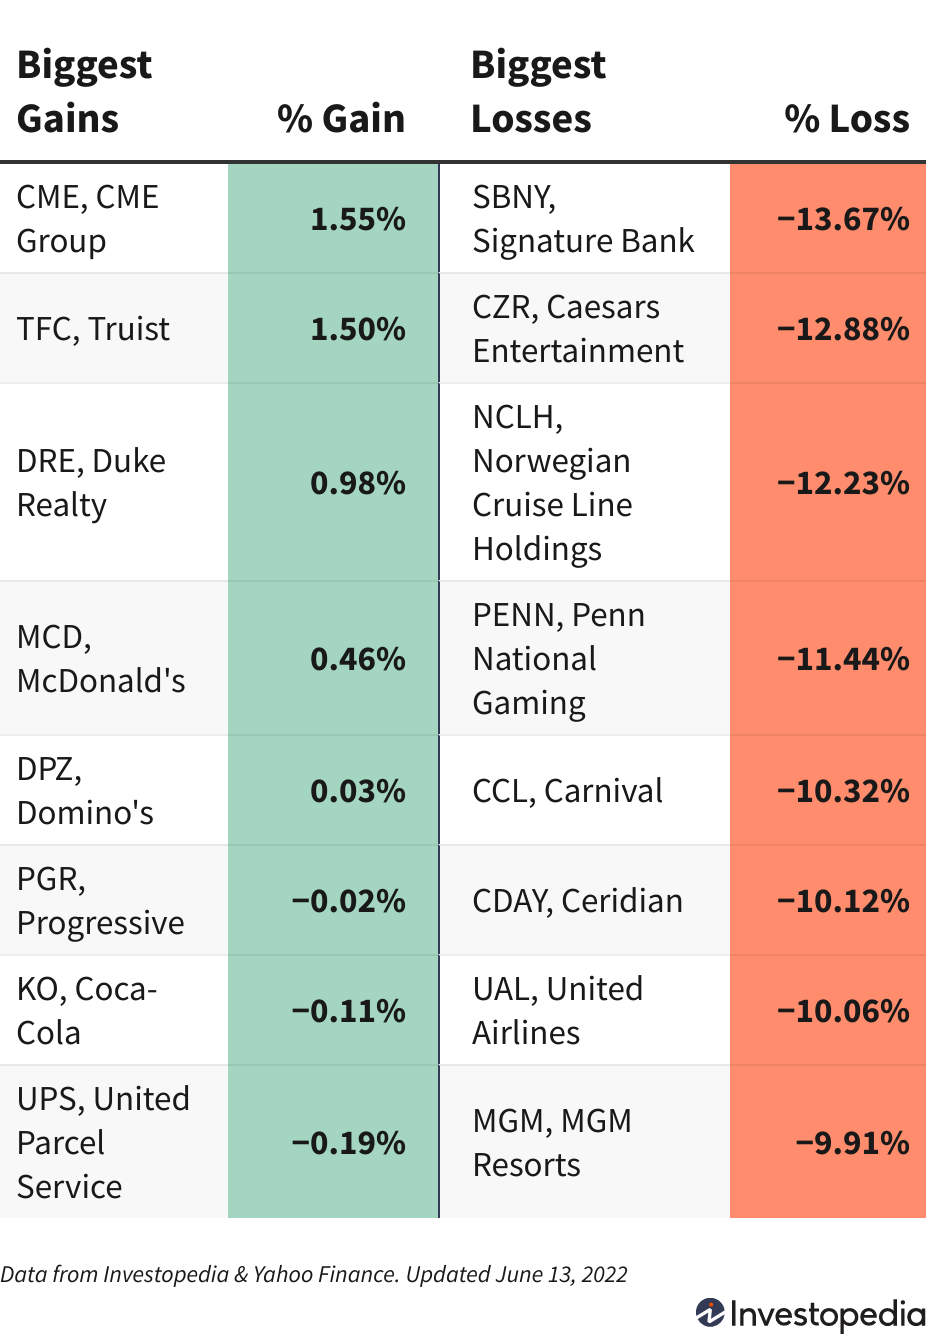 Biggest
Gains
% Gain
Biggest
Losses
% Loss
CME, CME
Group
1.55%
SBNY,
Signature Bank
−13.67%
TFC, Truist
1.50%
CZR, Caesars
Entertainment
−12.88%
DRE, Duke
Realty
0.98%
NCLH,
Norwegian
Cruise Line
Holdings
−12.23%
MCD,
McDonald's
0.46%
PENN, Penn
National
Gaming
−11.44%
DPZ,
Domino's
0.03%
CCL, Carnival
−10.32%
PGR,
Progressive
−0.02%
CDAY, Ceridian
−10.12%
KO, Coca-
Cola
−0.11%
UAL, United
Airlines
−10.06%
UPS, United
Parcel
Service
−0.19%
MGM, MGM
Resorts
−9.91%
Data from Investopedia & Yahoo Finance. Updated June 13, 2022
Investopedia